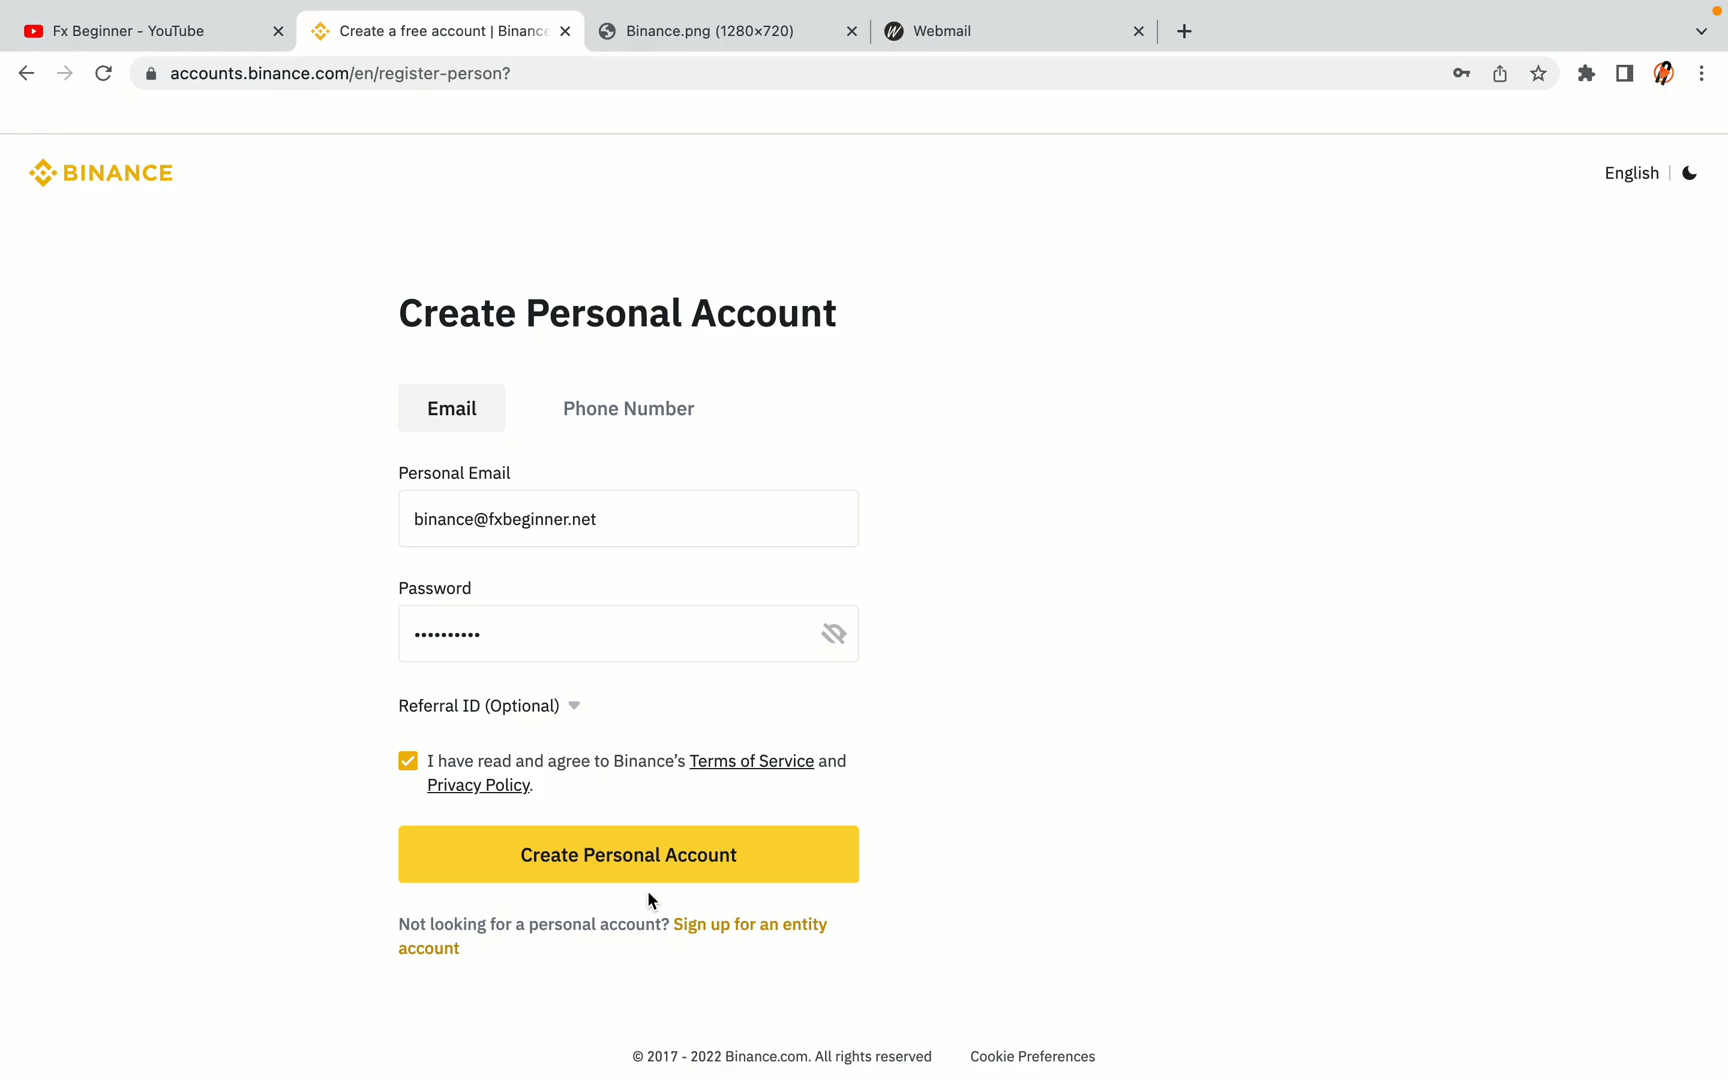 Fx Beginner - YouTube
Create a free account | Binance
Binance.png (1280×720)
Webmail
accounts.binance.com/en/register-person?
BINANCE
English
Create Personal Account
Email
Phone Number
Personal Email
binance@fxbeginner.net
Password
••••••••••
Referral ID (Optional)
I have read and agree to Binance’s Terms of Service and
Privacy Policy.
Create Personal Account
Not looking for a personal account? Sign up for an entity
account
© 2017 - 2022 Binance.com. All rights reserved
Cookie Preferences